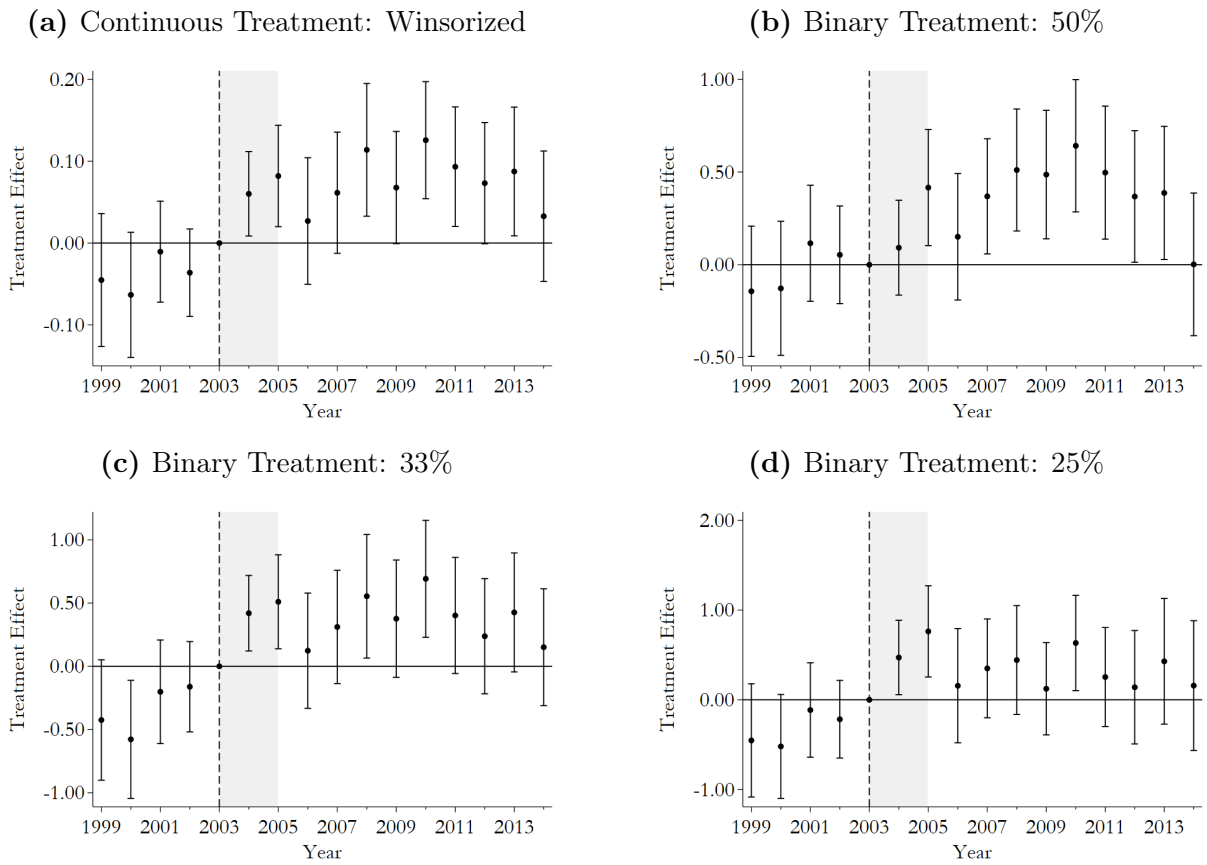 (a) Continuous Treatment: Winsorized
(b) Binary Treatment: 50%
Treatment Effect
0.20
0.10
0.00
-0.10
1999 2001 2003 2005 2007 2009 2011 2013
Year
Treatment Effect
1.00
0.50
0.00
-0.50
1999 2001 2003 2005 2007 2009 2011 2013
Year
(c) Binary Treatment: 33%
(d) Binary Treatment: 25%
Treatment Effect
1.00
0.50
0.00
-0.50
-1.00
1999 2001 2003 2005 2007 2009 2011 2013
Year
Treatment Effect
2.00
1.00
0.00
-1.00
1999 2001 2003 2005 2007 2009 2011 2013
Year